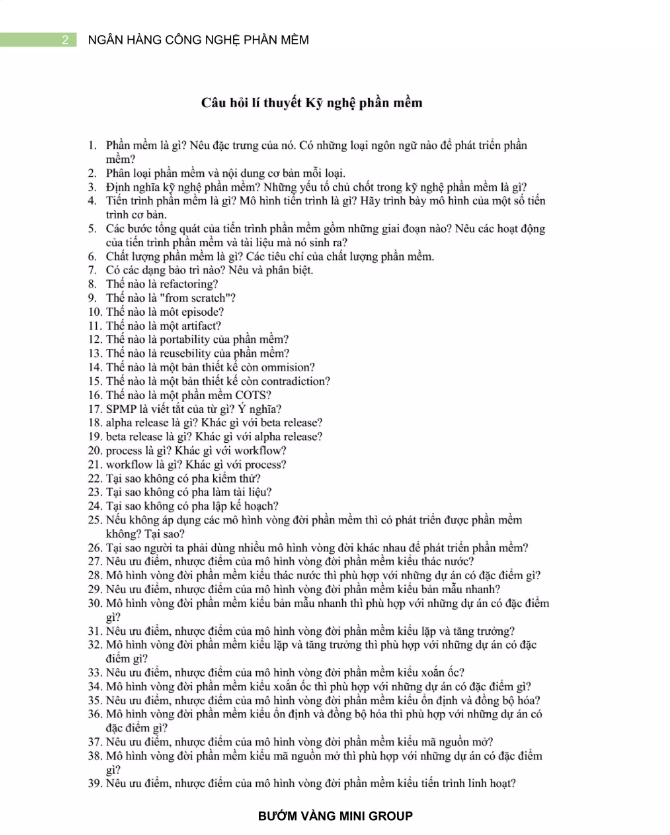 2 NGÂN HÀNG CÔNG NGHỆ PHẦN MỀM
Câu hỏi lí thuyết Kỹ nghệ phần mềm
1. Phần mềm là gì? Nêu đặc trưng của nó. Có những loại ngôn ngữ nào để phát triển phần
mềm?
2. Phân loại phần mềm và nội dung cơ bản mỗi loại.
3. Định nghĩa kỹ nghệ phần mềm? Những yếu tố chủ chốt trong kỹ nghệ phần mềm là gì?
4. Tiến trình phần mềm là gì? Mô hình tiến trình là gì? Hãy trình bày mô hình của một số tiến
trình cơ bản.
5. Các bước tổng quát của tiến trình phần mềm gồm những giai đoạn nào? Nêu các hoạt động
của tiến trình phần mềm và tài liệu mà nó sinh ra?
6. Chất lượng phần mềm là gì? Các tiêu chí của chất lượng phần mềm.
7. Có các dạng bảo trì nào? Nêu và phân biệt.
8. Thế nào là refactoring?
9. Thế nào là "from scratch"?
10. Thế nào là môt episode?
11. Thế nào là một artifact?
12. Thế nào là portability của phần mềm?
13. Thế nào là reusebility của phần mềm?
14. Thế nào là một bản thiết kế còn ommision?
15. Thế nào là một bản thiết kế còn contradiction?
16. Thế nào là một phần mềm COTS?
17. SPMP là viết tắt của từ gì? Ý nghĩa?
18. alpha release là gì? Khác gì với beta release?
19. beta release là gì? Khác gì với alpha release?
20. process là gì? Khác gì với workflow?
21. workflow là gì? Khác gì với process?
22. Tại sao không có pha kiểm thử?
23. Tại sao không có pha làm tài liệu?
24. Tại sao không có pha lập kế hoạch?
25. Nếu không áp dụng các mô hình vòng đời phần mềm thì có phát triển được phần mềm
không? Tại sao?
26. Tại sao người ta phải dùng nhiều mô hình vòng đời khác nhau để phát triển phần mềm?
27. Nêu ưu điểm, nhược điểm của mô hình vòng đời phần mềm kiểu thác nước?
28. Mô hình vòng đời phần mềm kiểu thác nước thì phù hợp với những dự án có đặc điểm gì?
29. Nêu ưu điểm, nhược điểm của mô hình vòng đời phần mềm kiểu bản mẫu nhanh?
30. Mô hình vòng đời phần mềm kiểu bản mẫu nhanh thì phù hợp với những dự án có đặc điểm
gì?
31. Nêu ưu điểm, nhược điểm của mô hình vòng đời phần mềm kiểu lặp và tăng trưởng?
32. Mô hình vòng đời phần mềm kiểu lặp và tăng trưởng thì phù hợp với những dự án có đặc
điểm gì?
33. Nêu ưu điểm, nhược điểm của mô hình vòng đời phần mềm kiểu xoắn ốc?
34. Mô hình vòng đời phần mềm kiểu xoắn ốc thì phù hợp với những dự án có đặc điểm gì?
35. Nêu ưu điểm, nhược điểm của mô hình vòng đời phần mềm kiểu ổn định và đồng bộ hóa?
36. Mô hình vòng đời phần mềm kiểu ổn định và đồng bộ hóa thì phù hợp với những dự án có
đặc điểm gì?
37. Nêu ưu điểm, nhược điểm của mô hình vòng đời phần mềm kiểu mã nguồn mở?
38. Mô hình vòng đời phần mềm kiểu mã nguồn mở thì phù hợp với những dự án có đặc điểm
gì?
39. Nêu ưu điểm, nhược điểm của mô hình vòng đời phần mềm kiểu tiến trình linh hoạt?
BƯỚM VÀNG MINI GROUP